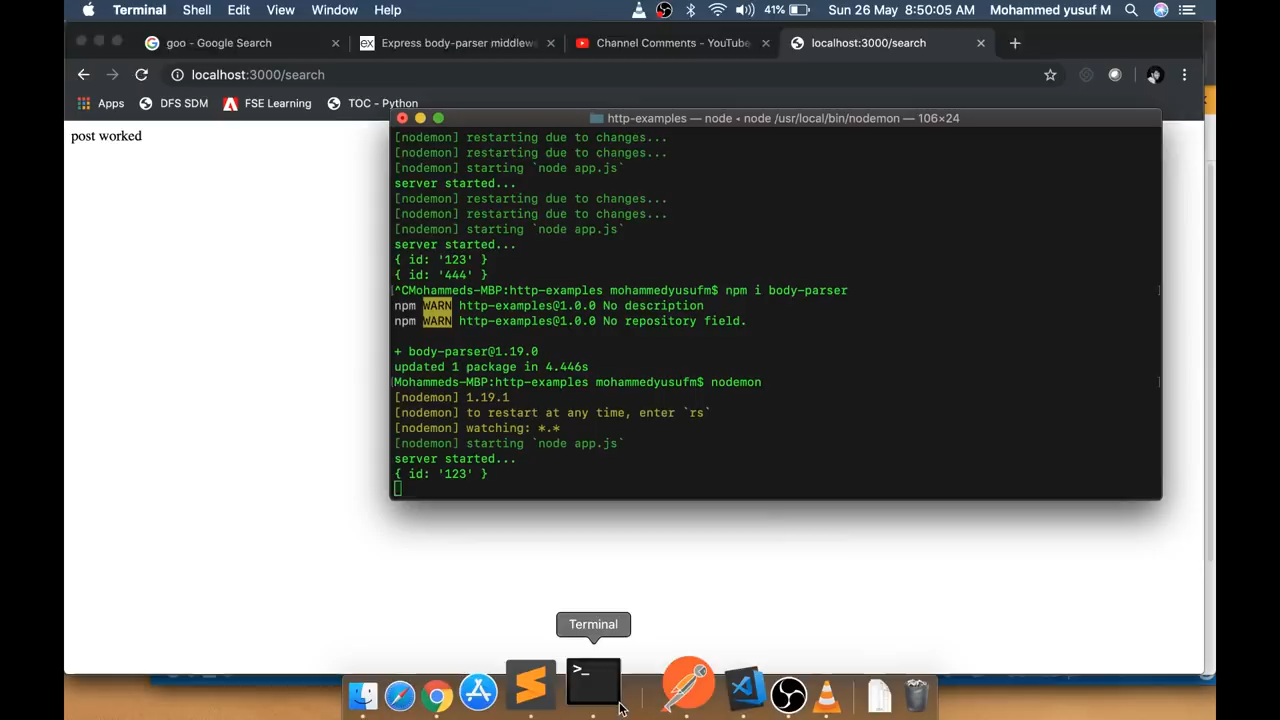 Terminal Shell Edit View Window Help 41% Sun 26 May 8:50:05 AM Mohammed yusuf M
goo - Google Search
ex Express body-parser middlew
Channel Comments - YouTube
localhost:3000/search
localhost:3000/search
Apps DFS SDM FSE Learning TOC - Python
post worked
http-examples — node ◂ node /usr/local/bin/nodemon — 106×24
[nodemon] restarting due to changes...
[nodemon] restarting due to changes...
[nodemon] starting `node app.js`
server started...
[nodemon] restarting due to changes...
[nodemon] restarting due to changes...
[nodemon] starting `node app.js`
server started...
{ id: '123' }
{ id: '444' }
^CMohammeds-MBP:http-examples mohammedyusufm$ npm i body-parser
npm WARN http-examples@1.0.0 No description
npm WARN http-examples@1.0.0 No repository field.
+ body-parser@1.19.0
updated 1 package in 4.446s
Mohammeds-MBP:http-examples mohammedyusufm$ nodemon
[nodemon] 1.19.1
[nodemon] to restart at any time, enter `rs`
[nodemon] watching: *.*
[nodemon] starting `node app.js`
server started...
{ id: '123' }
Terminal